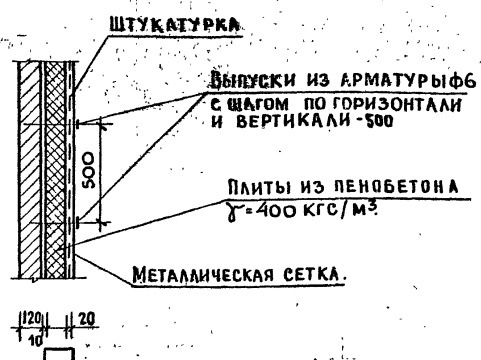 ШТУКАТУРКА
ВЫПУСКИ ИЗ АРМАТУРЫ Ф6
С ШАГОМ ПО ГОРИЗОНТАЛИ
И ВЕРТИКАЛИ-500
500
ПЛИТЫ ИЗ ПЕНОБЕТОНА
γ=400 КГС/М³.
МЕТАЛЛИЧЕСКАЯ СЕТКА.
120 20
10